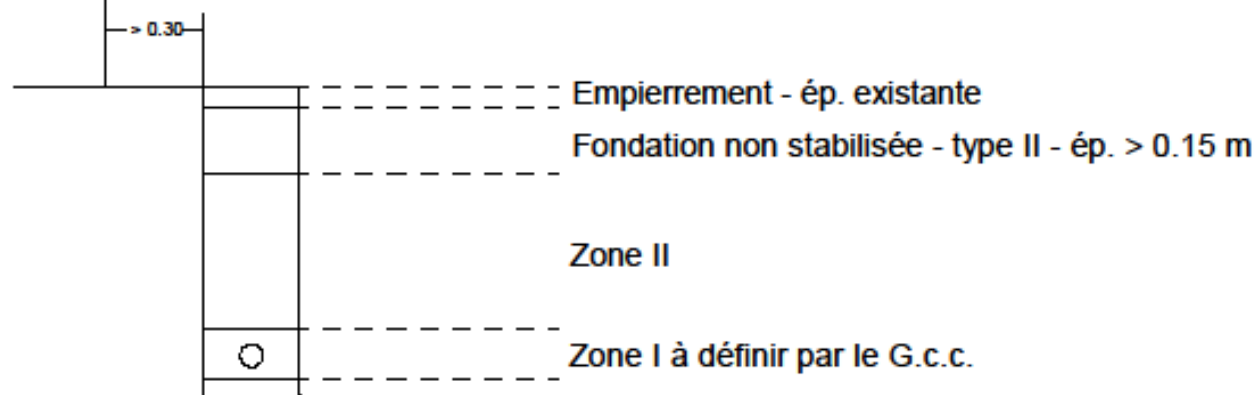 > 0.30
Empierrement - ép. existante
Fondation non stabilisée - type II - ép. > 0.15 m
Zone II
Zone I à définir par le G.c.c.